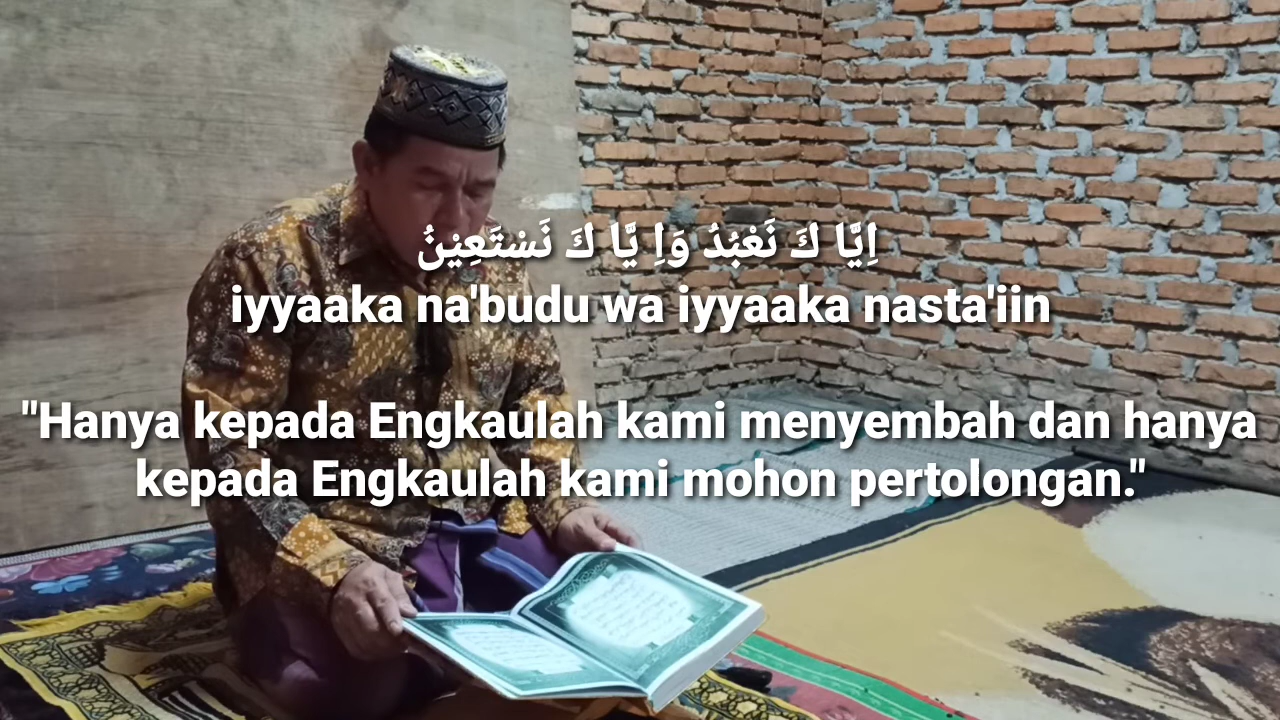 اِيَّا كَ نَعْبُدُ وَاِ يَّا كَ نَسْتَعِيْنُ ۗ
iyyaaka na'budu wa iyyaaka nasta'iin
"Hanya kepada Engkaulah kami menyembah dan hanya
kepada Engkaulah kami mohon pertolongan."